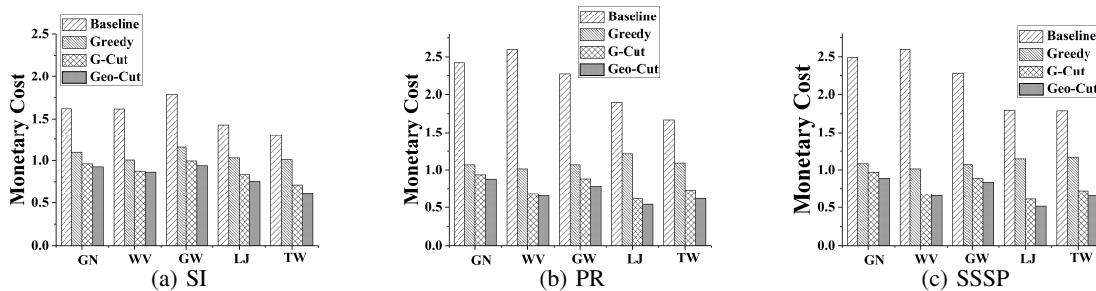 Baseline
Greedy
G-Cut
Geo-Cut
Monetary Cost
2.5
2.0
1.5
1.0
0.5
0.0
GN WV GW LJ TW
(a) SI
Baseline
Greedy
G-Cut
Geo-Cut
Monetary Cost
2.5
2.0
1.5
1.0
0.5
0.0
GN WV GW LJ TW
(b) PR
Baseline
Greedy
G-Cut
Geo-Cut
Monetary Cost
2.5
2.0
1.5
1.0
0.5
0.0
GN WV GW LJ TW
(c) SSSP